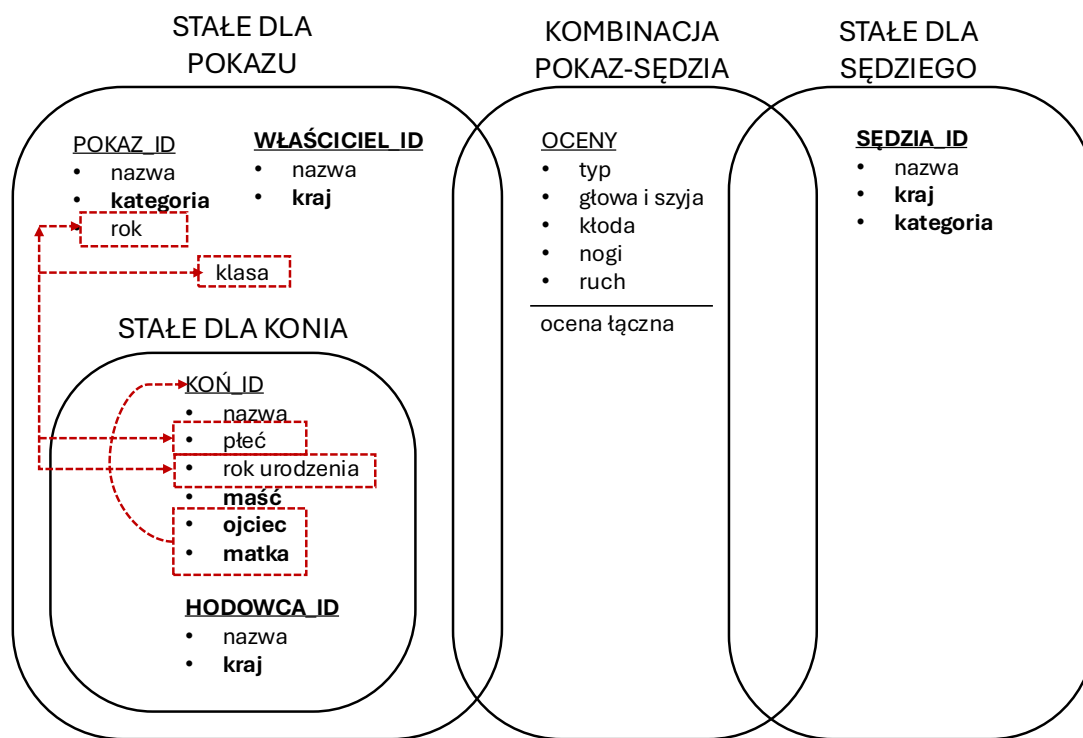 STAŁE DLA
POKAZU
KOMBINACJA
POKAZ-SĘDZIA
STAŁE DLA
SĘDZIEGO
POKAZ_ID
• nazwa
• kategoria
• rok
WŁAŚCICIEL_ID
• nazwa
• kraj
klasa
STAŁE DLA KONIA
KOŃ_ID
• nazwa
• płeć
• rok urodzenia
• maść
• ojciec
• matka
HODOWCA_ID
• nazwa
• kraj
OCENY
• typ
• głowa i szyja
• kłoda
• nogi
• ruch
ocena łączna
SĘDZIA_ID
• nazwa
• kraj
• kategoria